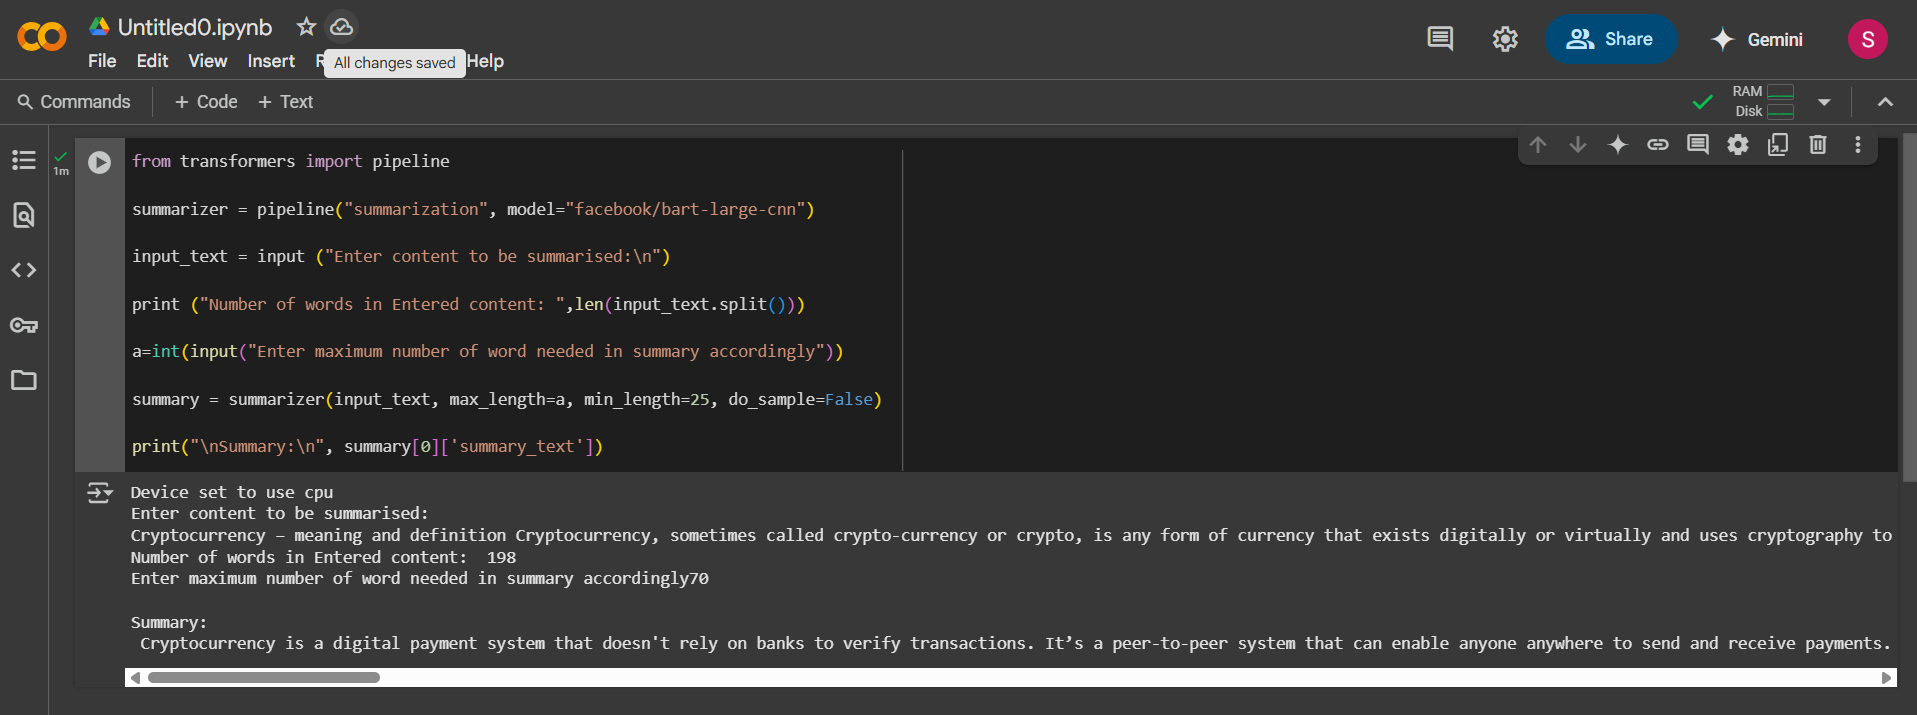 Untitled0.ipynb
File Edit View Insert R Help
All changes saved
Share
Gemini
S
Commands + Code + Text
RAM
Disk
1m
from transformers import pipeline
summarizer = pipeline("summarization", model="facebook/bart-large-cnn")
input_text = input ("Enter content to be summarised:\n")
print ("Number of words in Entered content: ",len(input_text.split()))
a=int(input("Enter maximum number of word needed in summary accordingly"))
summary = summarizer(input_text, max_length=a, min_length=25, do_sample=False)
print("\nSummary:\n", summary[0]['summary_text'])
Device set to use cpu
Enter content to be summarised:
Cryptocurrency – meaning and definition Cryptocurrency, sometimes called crypto-currency or crypto, is any form of currency that exists digitally or virtually and uses cryptography to
Number of words in Entered content:  198
Enter maximum number of word needed in summary accordingly70
Summary:
Cryptocurrency is a digital payment system that doesn't rely on banks to verify transactions. It’s a peer-to-peer system that can enable anyone anywhere to send and receive payments.